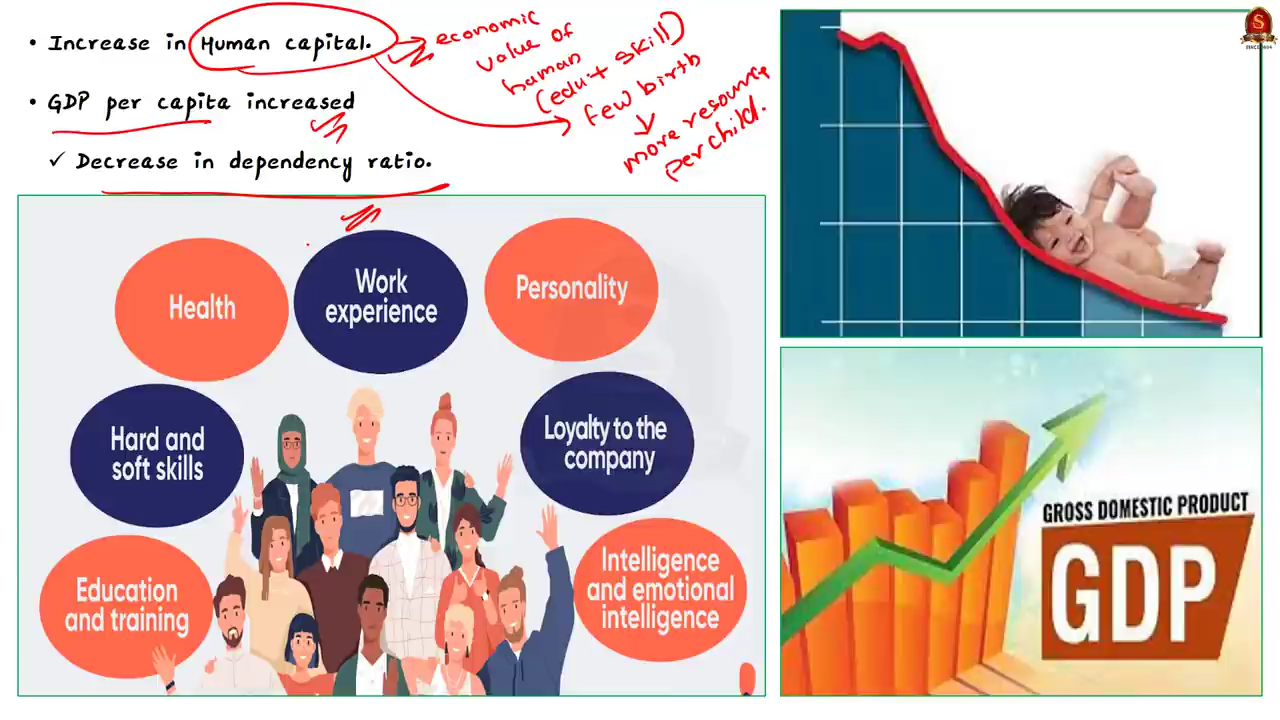 • Increase in Human capital.
economic
value of
human
(edu + skill)
few birth
more resource
per child.
• GDP per capita increased
✓ Decrease in dependency ratio.
Health
Work
experience
Personality
Hard and
soft skills
Loyalty to the
company
Education
and training
Intelligence
and emotional
intelligence
GROSS DOMESTIC PRODUCT
GDP
S